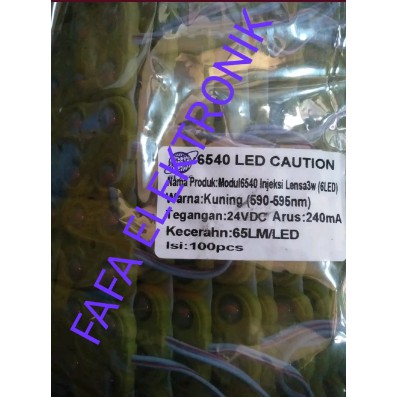 6540 LED CAUTION
Nama Produk:Modul6540 Injeksi Lensa3w (6LED)
Warna:Kuning (590-595nm)
Tegangan:24VDC Arus:240mA
Kecerahn:65LM/LED
Isi:100pcs
FAFA ELEKTRONIK